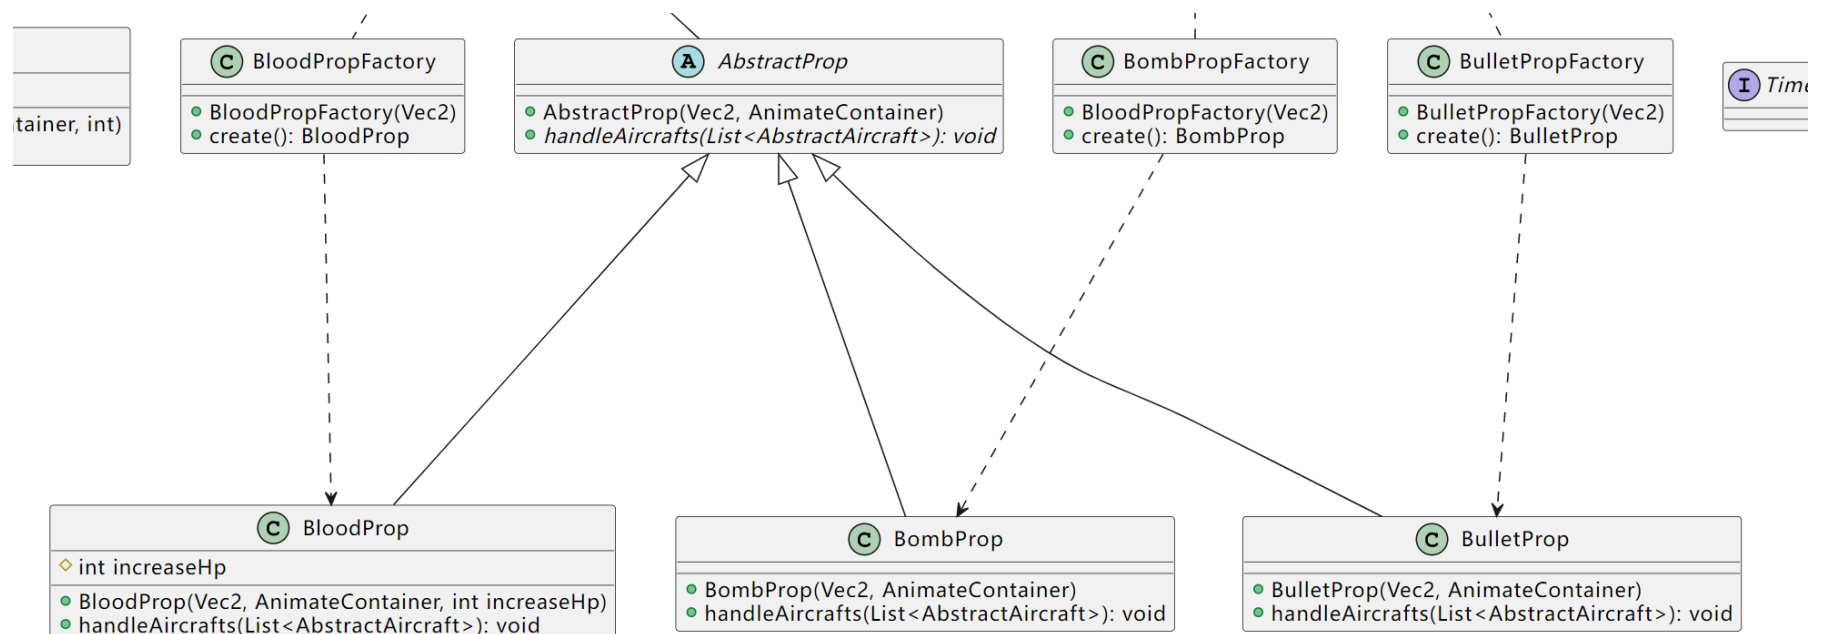 tainer, int)
C BloodPropFactory
BloodPropFactory(Vec2)
create(): BloodProp
A AbstractProp
AbstractProp(Vec2, AnimateContainer)
handleAircrafts(List<AbstractAircraft>): void
C BombPropFactory
BloodPropFactory(Vec2)
create(): BombProp
C BulletPropFactory
BulletPropFactory(Vec2)
create(): BulletProp
I Time
C BloodProp
int increaseHp
BloodProp(Vec2, AnimateContainer, int increaseHp)
handleAircrafts(List<AbstractAircraft>): void
C BombProp
BombProp(Vec2, AnimateContainer)
handleAircrafts(List<AbstractAircraft>): void
C BulletProp
BulletProp(Vec2, AnimateContainer)
handleAircrafts(List<AbstractAircraft>): void